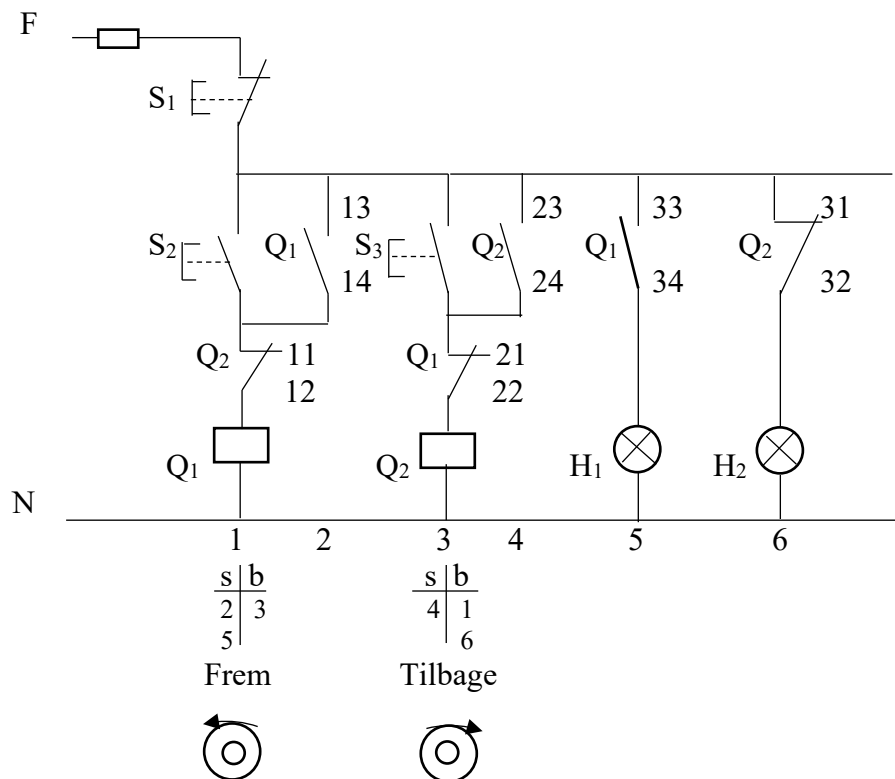 F
S₁
13 23 33 31
S₂ Q₁ S₃ Q₂ Q₁ Q₂
14 24 34 32
Q₂ 11 Q₁ 21
12 22
Q₁ Q₂ H₁ H₂
N
1 2 3 4 5 6
s b s b
2 3 4 1
5 6
Frem Tilbage